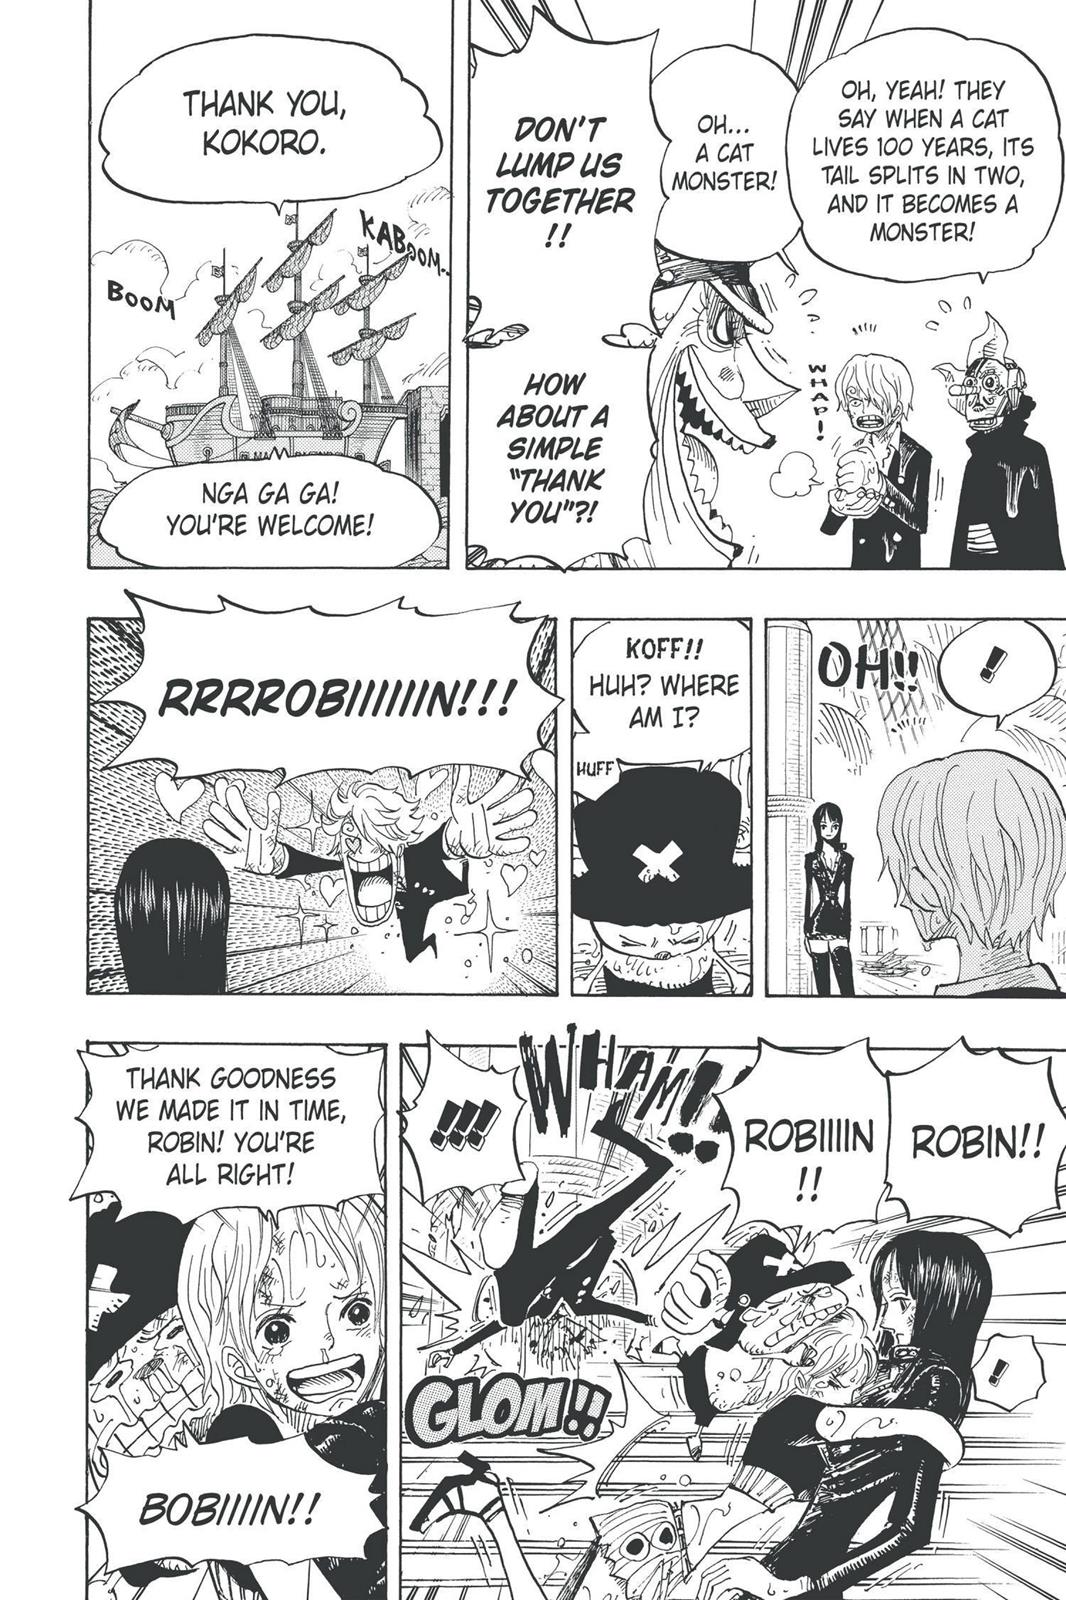 OH, YEAH! THEY
SAY WHEN A CAT
LIVES 100 YEARS, ITS
TAIL SPLITS IN TWO,
AND IT BECOMES A
MONSTER!
OH...
A CAT
MONSTER!
WHAP!
DON'T
LUMP US
TOGETHER
!!
HOW
ABOUT A
SIMPLE
"THANK
YOU"?!
THANK YOU,
KOKORO.
KABOOM..
BOOM
NGA GA GA!
YOU'RE WELCOME!
!
OH!!
KOFF!!
HUH? WHERE
AM I?
HUFF
RRRROBIIIIIIN!!!
ROBIN!!
ROBIIIIN
!!
WHAM!!
!!!
!
GLOM!!
THANK GOODNESS
WE MADE IT IN TIME,
ROBIN! YOU'RE
ALL RIGHT!
BOBIIIIN!!